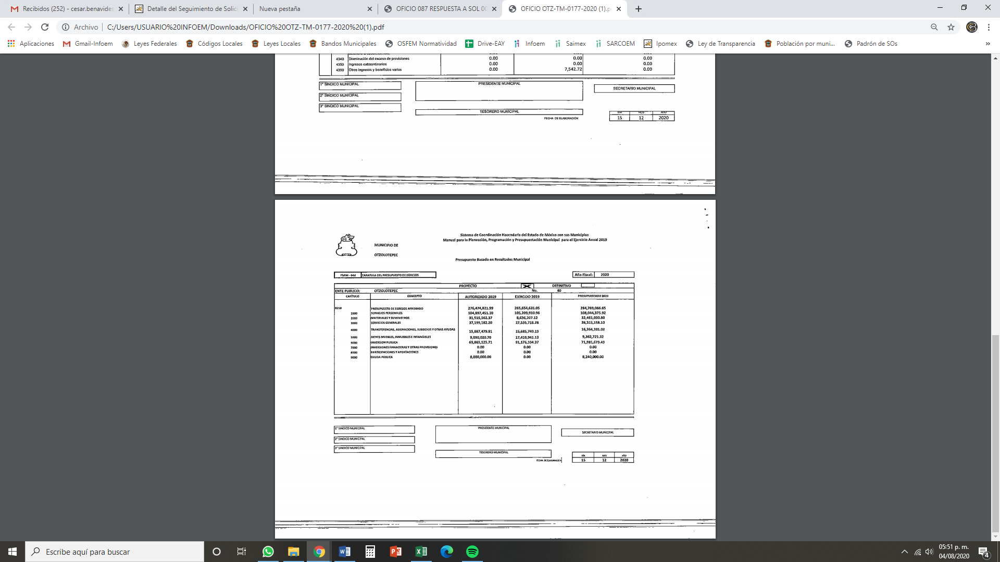 Recibidos (252) - cesar.benavides
Detalle del Seguimiento de Solici
Nueva pestaña
OFICIO 087 RESPUESTA A SOL 00
OFICIO OTZ-TM-0177-2020 (1).p
Archivo
C:/Users/USUARIO%20INFOEM/Downloads/OFICIO%20OTZ-TM-0177-2020%20(1).pdf
Aplicaciones
Gmail-Infoem
Leyes Federales
Códigos Locales
Leyes Locales
Bandos Municipales
OSFEM Normatividad
Drive-EAY
Infoem
Saimex
SARCOEM
Ipomex
Ley de Transparencia
Población por muni...
Padrón de SOs
»
4340 Disminución del exceso de provisiones 0.00 0.00 0.00
4350 Ingresos extraordinarios 0.00 0.00 0.00
4390 Otros ingresos y beneficios varios 0.00 7,542.72 0.00
1° SINDICO MUNICIPAL
PRESIDENTE MUNICIPAL
SECRETARIO MUNICIPAL
2° SINDICO MUNICIPAL
3° SINDICO MUNICIPAL
TESORERO MUNICIPAL
DIA MES AÑO
FECHA DE ELABORACIÓN
15 12 2020
Sistema de Coordinación Hacendaria del Estado de México con sus Municipios
Manual para la Planeación, Programación y Presupuestación Municipal para el Ejercicio Anual 2019
MUNICIPIO DE
OTZOLOTEPEC
Presupuesto Basado en Resultados Municipal
PbRM - 04d CARATULA DEL PRESUPUESTO DE EGRESOS
Año Fiscal: 2020
PROYECTO X DEFINITIVO
ENTE PUBLICO: OTZOLOTEPEC No. 40
CAPÍTULO CONCEPTO AUTORIZADO 2019 EJERCIDO 2019 PRESUPUESTADO 2020
8210 PRESUPUESTO DE EGRESOS APROBADO 276,474,821.99 265,654,631.05 284,769,066.65
1000 SERVICIOS PERSONALES 104,897,451.10 105,209,910.96 108,044,375.92
2000 MATERIALES Y SUMINISTROS 31,515,562.37 8,636,207.12 32,461,030.80
3000 SERVICIOS GENERALES 37,199,182.20 27,535,718.28 38,315,158.10
4000 TRANSFERENCIAS, ASIGNACIONES, SUBSIDIOS Y OTRAS AYUDAS 15,887,479.91 15,685,749.19 16,364,101.02
5000 BIENES MUEBLES, INMUEBLES E INTANGIBLES 9,090,020.70 17,410,941.13 9,362,721.32
6000 INVERSION PUBLICA 69,885,125.71 91,176,104.37 71,981,679.49
7000 INVERSIONES FINANCIERAS Y OTRAS PROVISIONES 0.00 0.00 0.00
8000 PARTICIPACIONES Y APORTACIONES 0.00 0.00 0.00
9000 DEUDA PUBLICA 8,000,000.00 0.00 8,240,000.00
1° SINDICO MUNICIPAL
PRESIDENTE MUNICIPAL
SECRETARIO MUNICIPAL
2° SINDICO MUNICIPAL
3° SINDICO MUNICIPAL
TESORERO MUNICIPAL
DÍA MES AÑO
FECHA DE ELABORACIÓN
15 12 2020
Escribe aquí para buscar
05:51 p. m.
04/08/2020
4